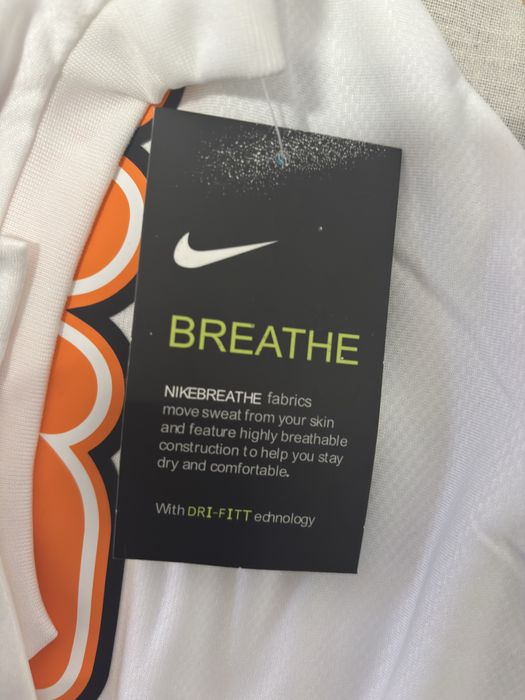 BREATHE
NIKEBREATHE fabrics
move sweat from your skin
and feature highly breathable
construction to help you stay
dry and comfortable.
With DRI-FITT echnology